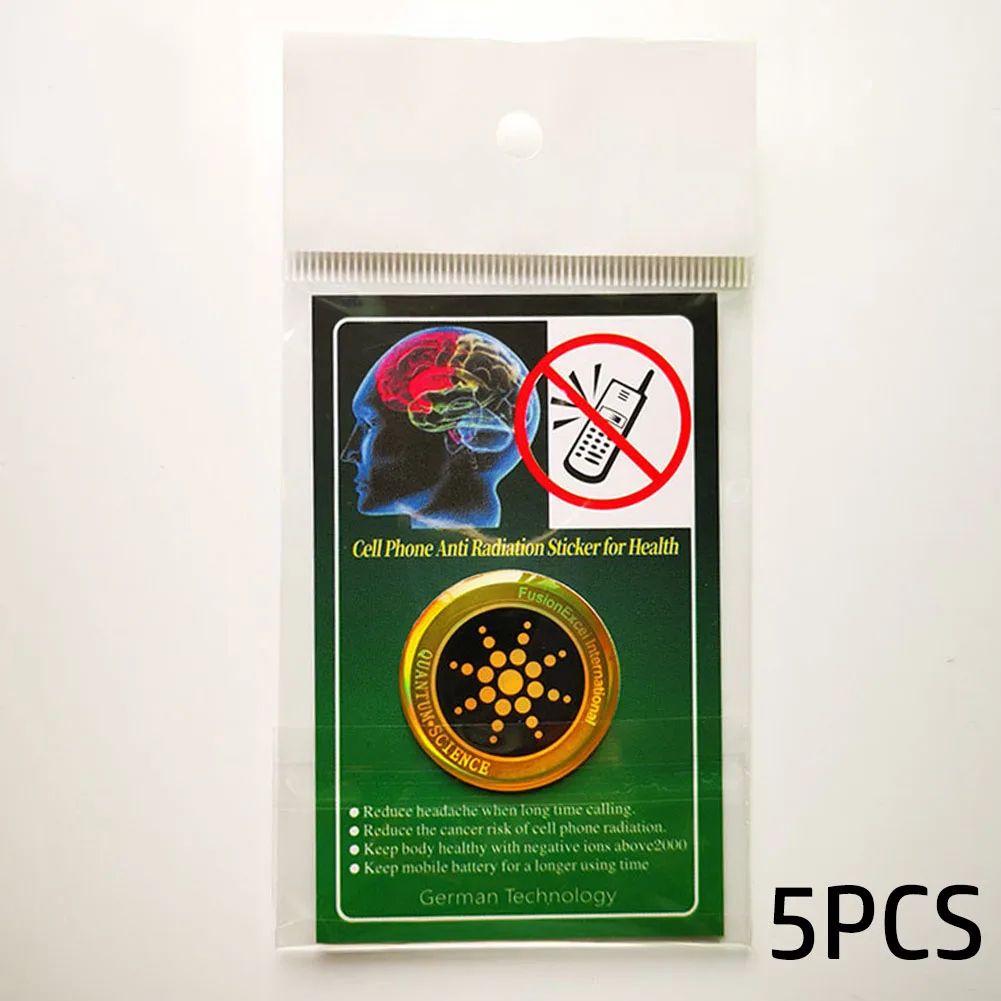 Cell Phone Anti Radiation Sticker for Health
FusionExcel International
QUANTUM•SCIENCE
• Reduce headache when long time calling.
• Reduce the cancer risk of cell phone radiation.
• Keep body healthy with negative ions above2000
• Keep mobile battery for a longer using time
German Technology
5PCS